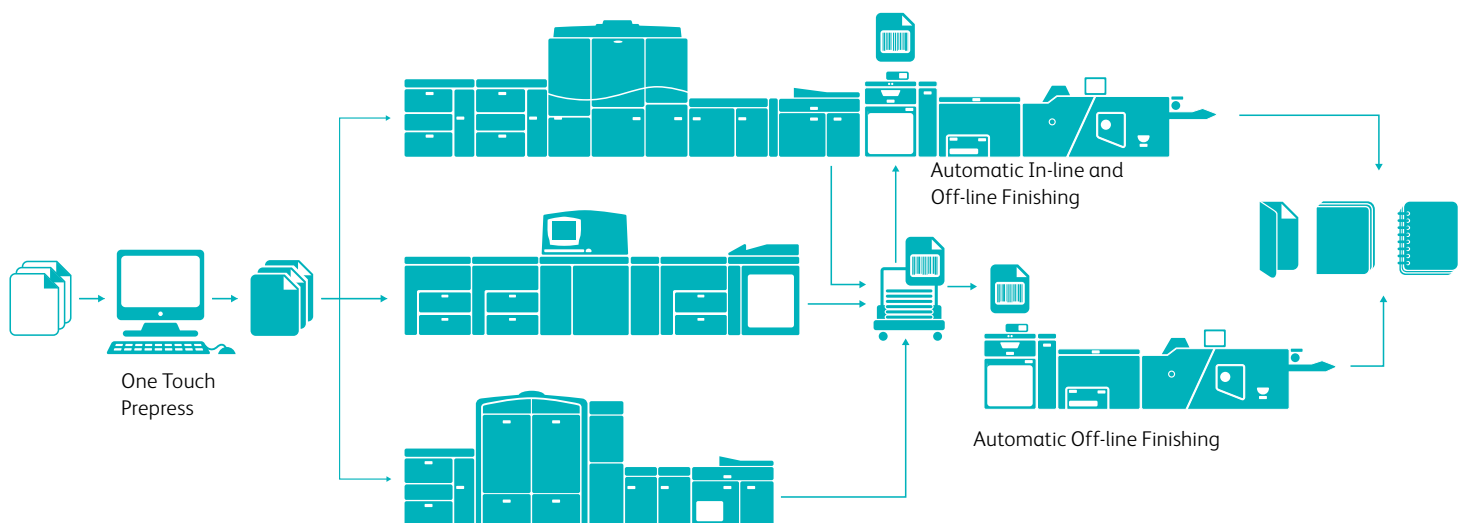 Automatic In-line and
Off-line Finishing
One Touch
Prepress
Automatic Off-line Finishing